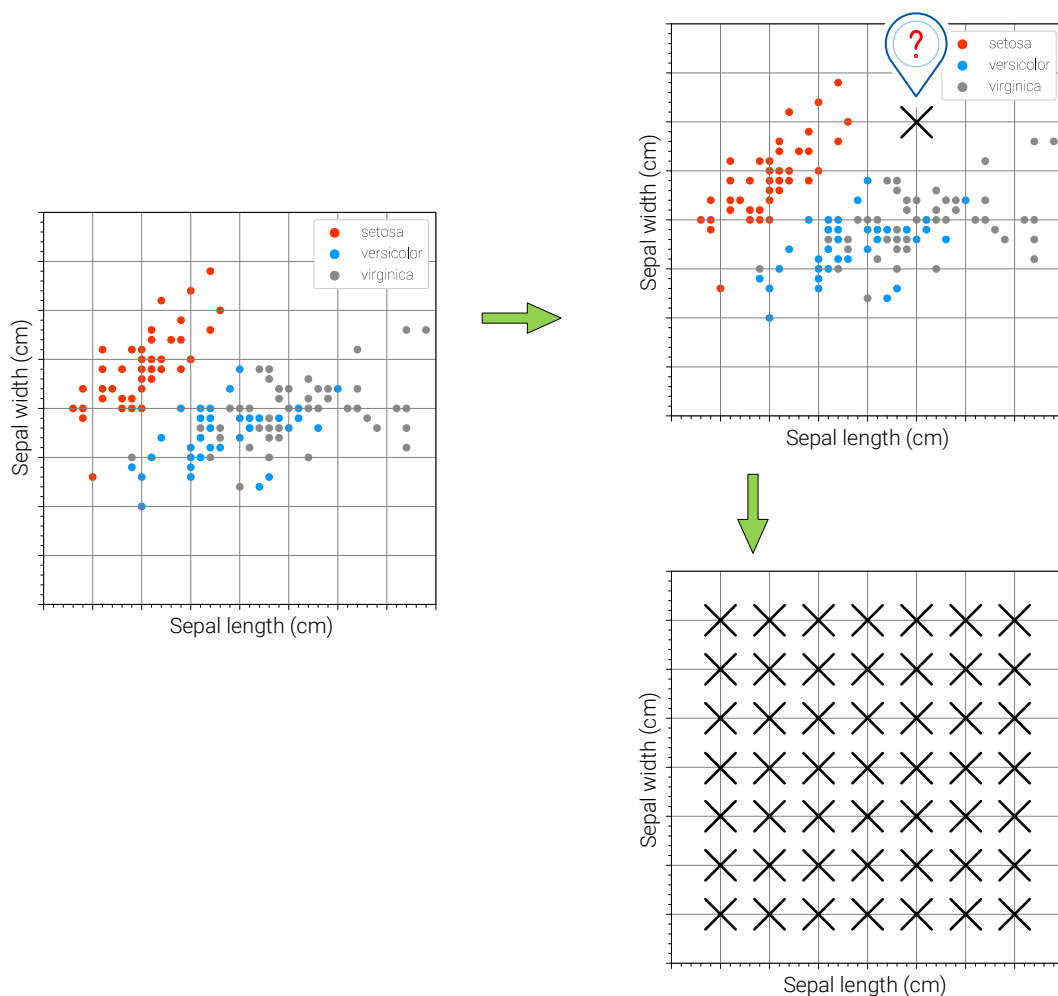 ?
setosa
versicolor
virginica
Sepal width (cm)
Sepal length (cm)
setosa
versicolor
virginica
Sepal width (cm)
Sepal length (cm)
Sepal width (cm)
Sepal length (cm)